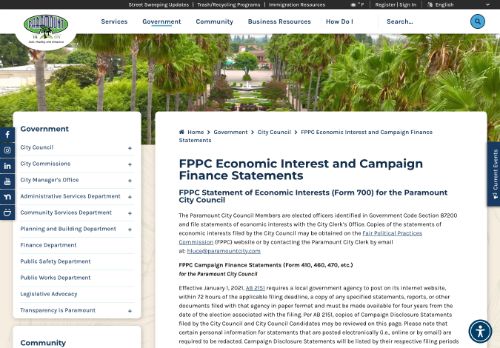 Street Sweeping Updates | Trash/Recycling Programs | Immigration Resources
°F | Register | Sign In | English
PARAMOUNT
Services Government Community Business Resources How Do I Search...
Government
City Council +
City Commissions +
City Manager's Office +
Administrative Services Department +
Community Services Department +
Planning and Building Department +
Finance Department
Public Safety Department
Public Works Department
Legislative Advocacy
Transparency In Paramount +
Community
Home > Government > City Council > FPPC Economic Interest and Campaign Finance
Statements
FPPC Economic Interest and Campaign
Finance Statements
FPPC Statement of Economic Interests (Form 700) for the Paramount
City Council
The Paramount City Council Members are elected officers identified in Government Code Section 87200
and file statements of economic interests with the City Clerk's Office. Copies of the statements of
economic interests filed by the City Council may be obtained on the Fair Political Practices
Commission (FPPC) website or by contacting the Paramount City Clerk by email
at: hluce@paramountcity.com
FPPC Campaign Finance Statements (Form 410, 460, 470, etc.)
for the Paramount City Council
Effective January 1, 2021, AB 2151 requires a local government agency to post on its internet website,
within 72 hours of the applicable filing deadline, a copy of any specified statements, reports, or other
documents filed with that agency in paper format and must be made available for four years from the
date of the election associated with the filing. Per AB 2151, copies of Campaign Disclosure Statements
filed by the City Council and City Council Candidates may be reviewed on this page. Please note that
certain personal information for statements that are posted electronically (i.e., online or by email) are
required to be redacted. Campaign Disclosure Statements will be listed by their respective filing periods
Current Events